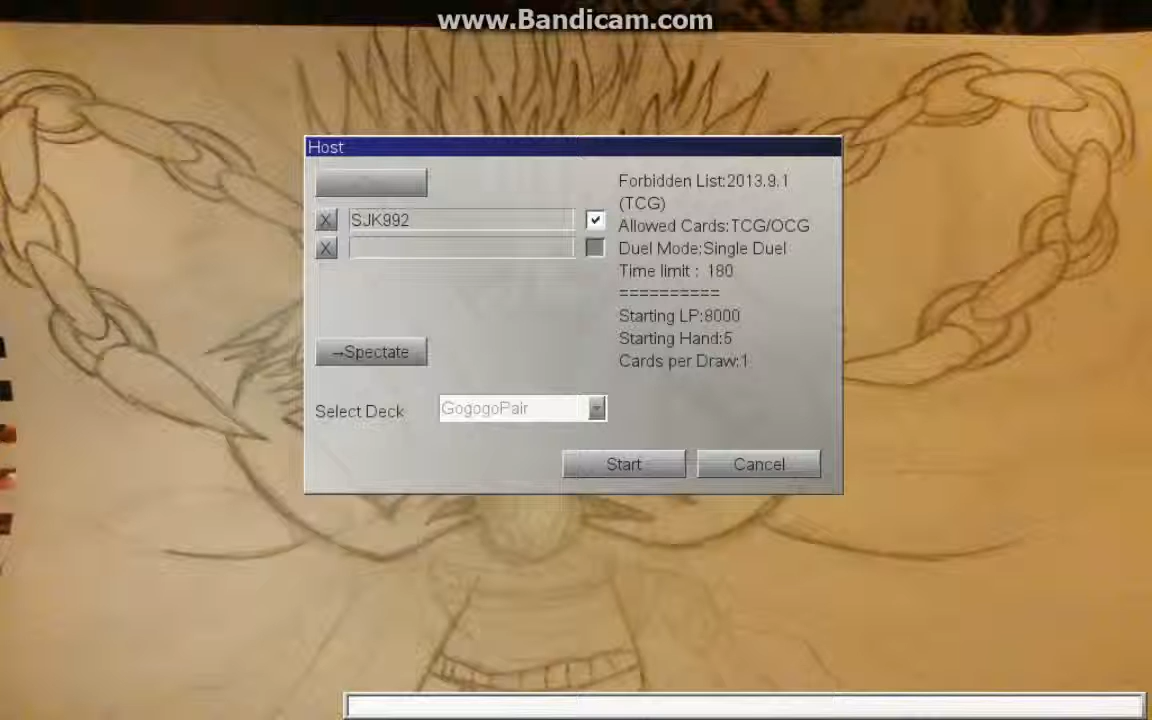 www.Bandicam.com
Host
Forbidden List:2013.9.1
(TCG)
X SJK992
Allowed Cards:TCG/OCG
X
Duel Mode:Single Duel
Time limit : 180
==========
Starting LP:8000
Starting Hand:5
→Spectate
Cards per Draw:1
Select Deck GogogoPair
Start Cancel